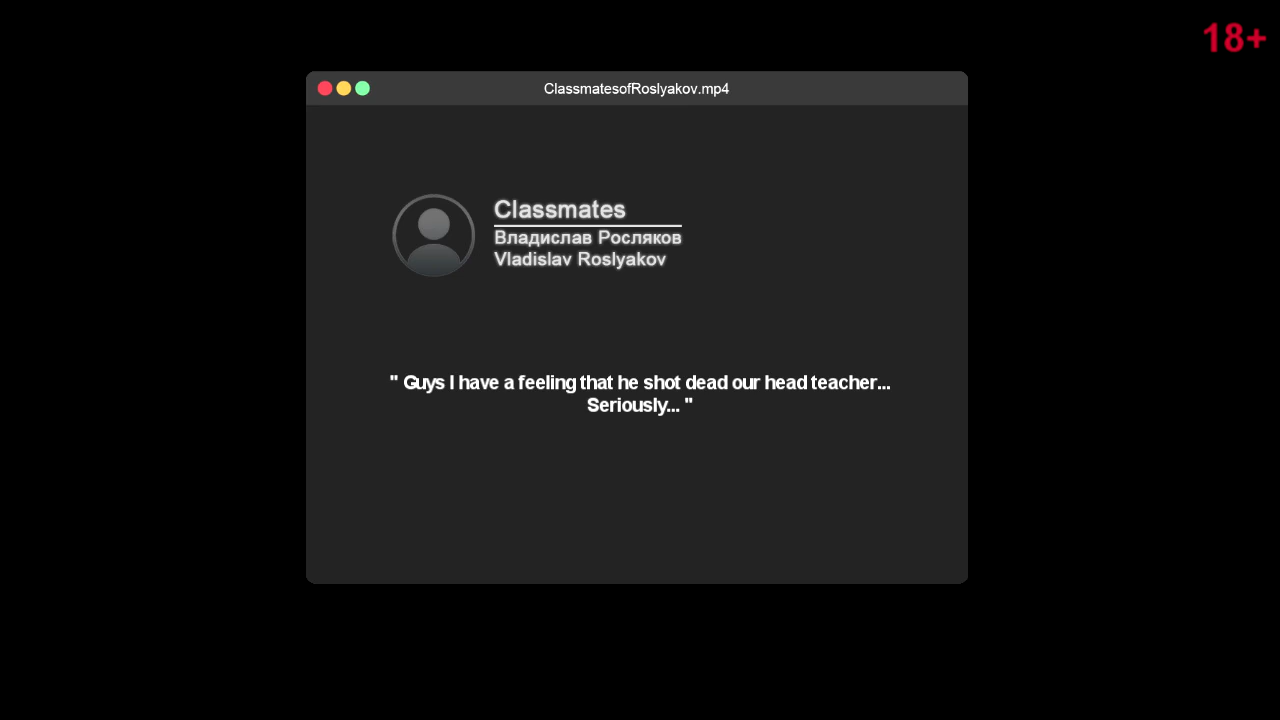 18+
ClassmatesofRoslyakov.mp4
Classmates
Владислав Росляков
Vladislav Roslyakov
" Guys I have a feeling that he shot dead our head teacher...
Seriously... "